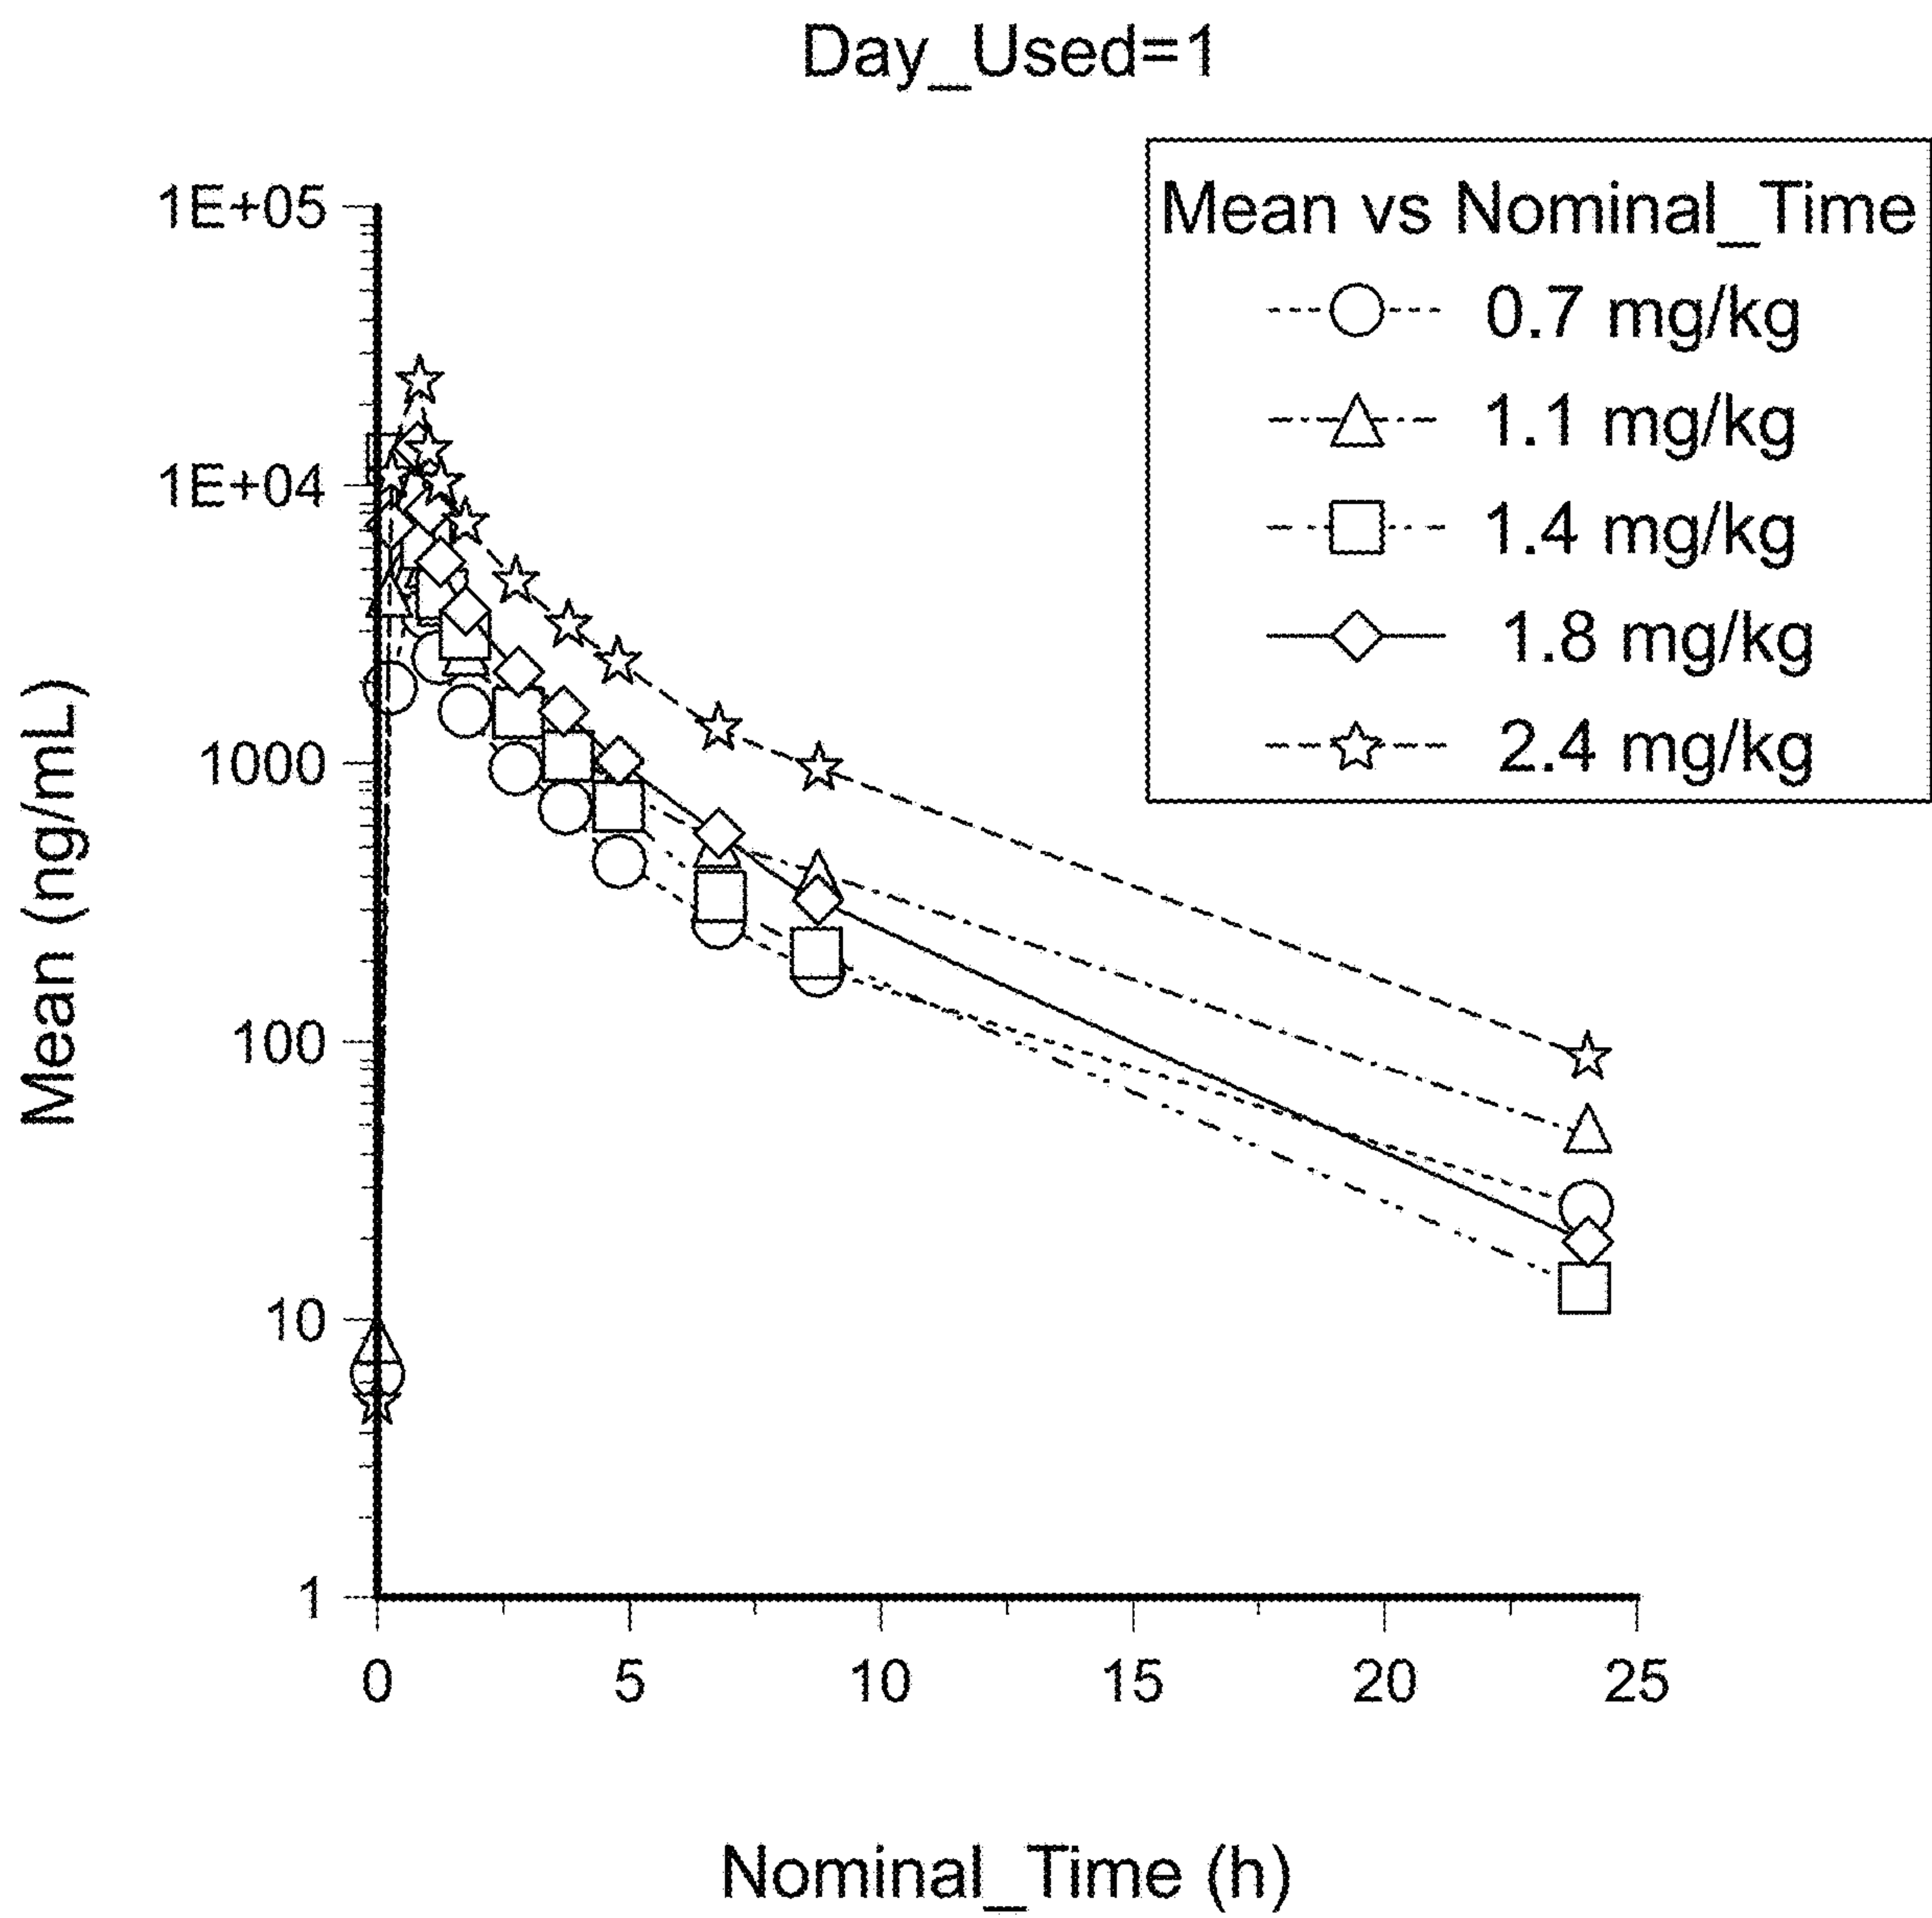 Day_Used=1
Mean vs Nominal_Time
0.7 mg/kg
1.1 mg/kg
1.4 mg/kg
1.8 mg/kg
2.4 mg/kg
Mean (ng/mL)
1E+05
1E+04
1000
100
10
1
0 5 10 15 20 25
Nominal_Time (h)